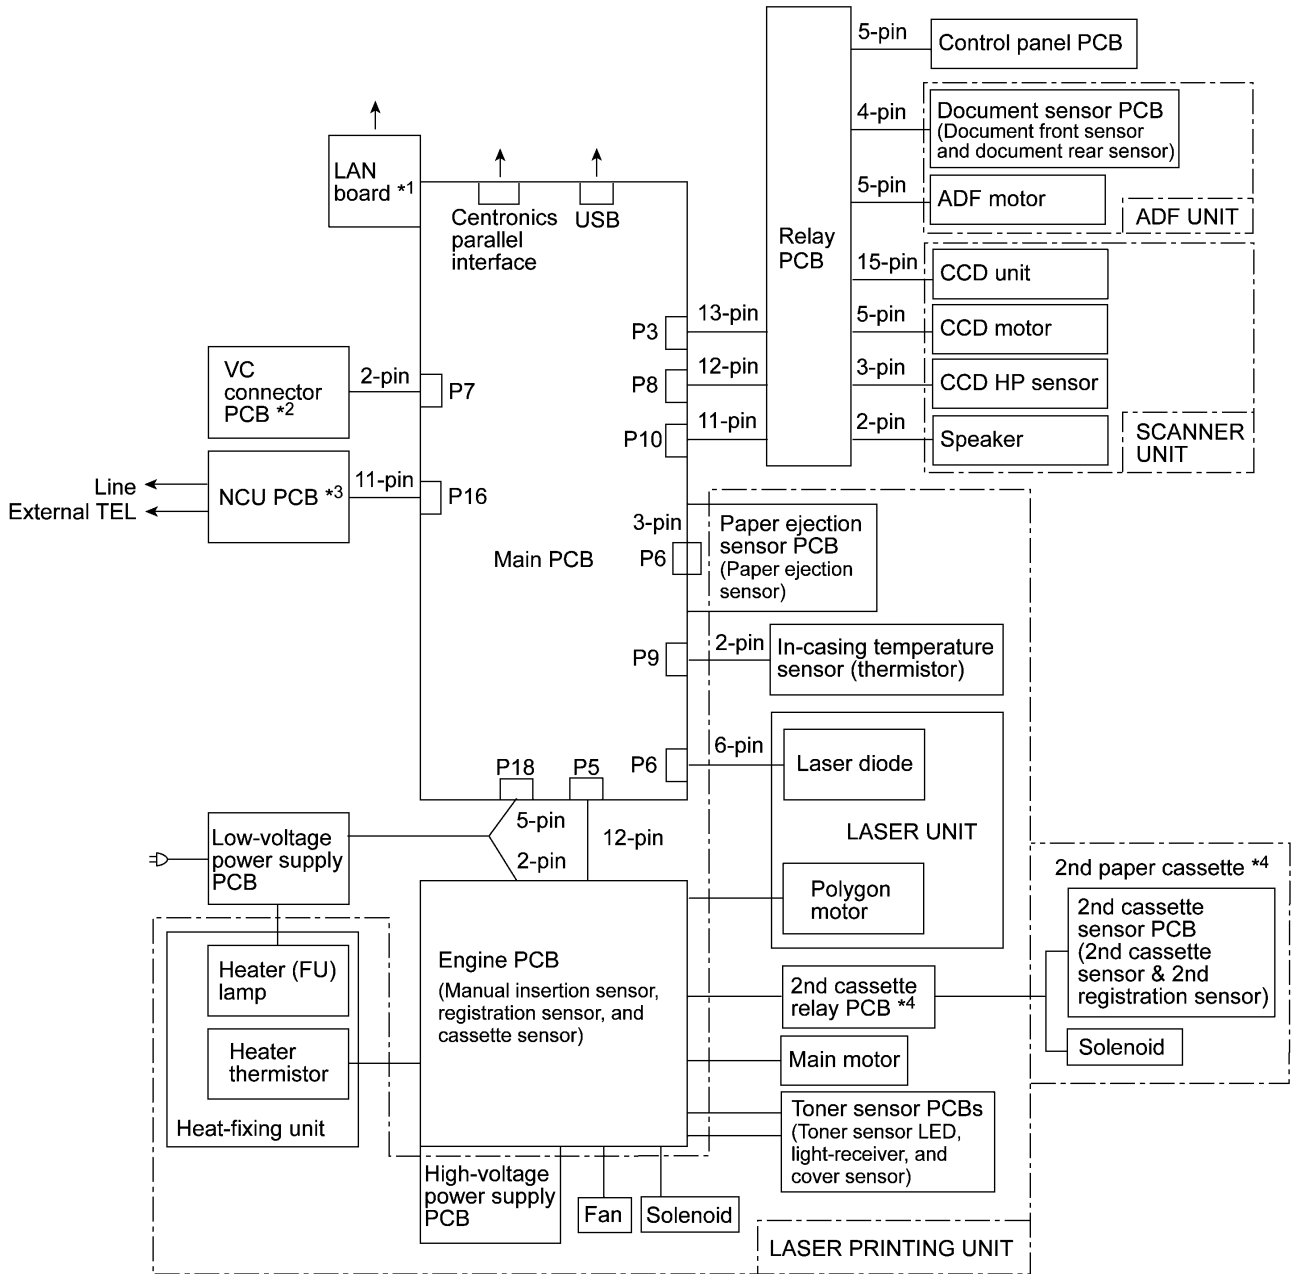 5-pin
Control panel PCB
4-pin
Document sensor PCB
(Document front sensor
and document rear sensor)
5-pin
ADF motor
ADF UNIT
Relay
PCB
15-pin
CCD unit
5-pin
CCD motor
3-pin
CCD HP sensor
2-pin
Speaker
SCANNER
UNIT
LAN
board *1
Centronics
parallel
interface
USB
P3
13-pin
P8
12-pin
P10
11-pin
VC
connector
PCB *2
2-pin
P7
Line
External TEL
NCU PCB *3
11-pin
P16
Main PCB
3-pin
P6
Paper ejection
sensor PCB
(Paper ejection
sensor)
P9
2-pin
In-casing temperature
sensor (thermistor)
P6
6-pin
Laser diode
LASER UNIT
Polygon
motor
P18
P5
5-pin
2-pin
12-pin
Low-voltage
power supply
PCB
Heater (FU)
lamp
Heater
thermistor
Heat-fixing unit
Engine PCB
(Manual insertion sensor,
registration sensor, and
cassette sensor)
2nd cassette
relay PCB *4
2nd paper cassette *4
2nd cassette
sensor PCB
(2nd cassette
sensor & 2nd
registration sensor)
Solenoid
Main motor
Toner sensor PCBs
(Toner sensor LED,
light-receiver, and
cover sensor)
High-voltage
power supply
PCB
Fan
Solenoid
LASER PRINTING UNIT